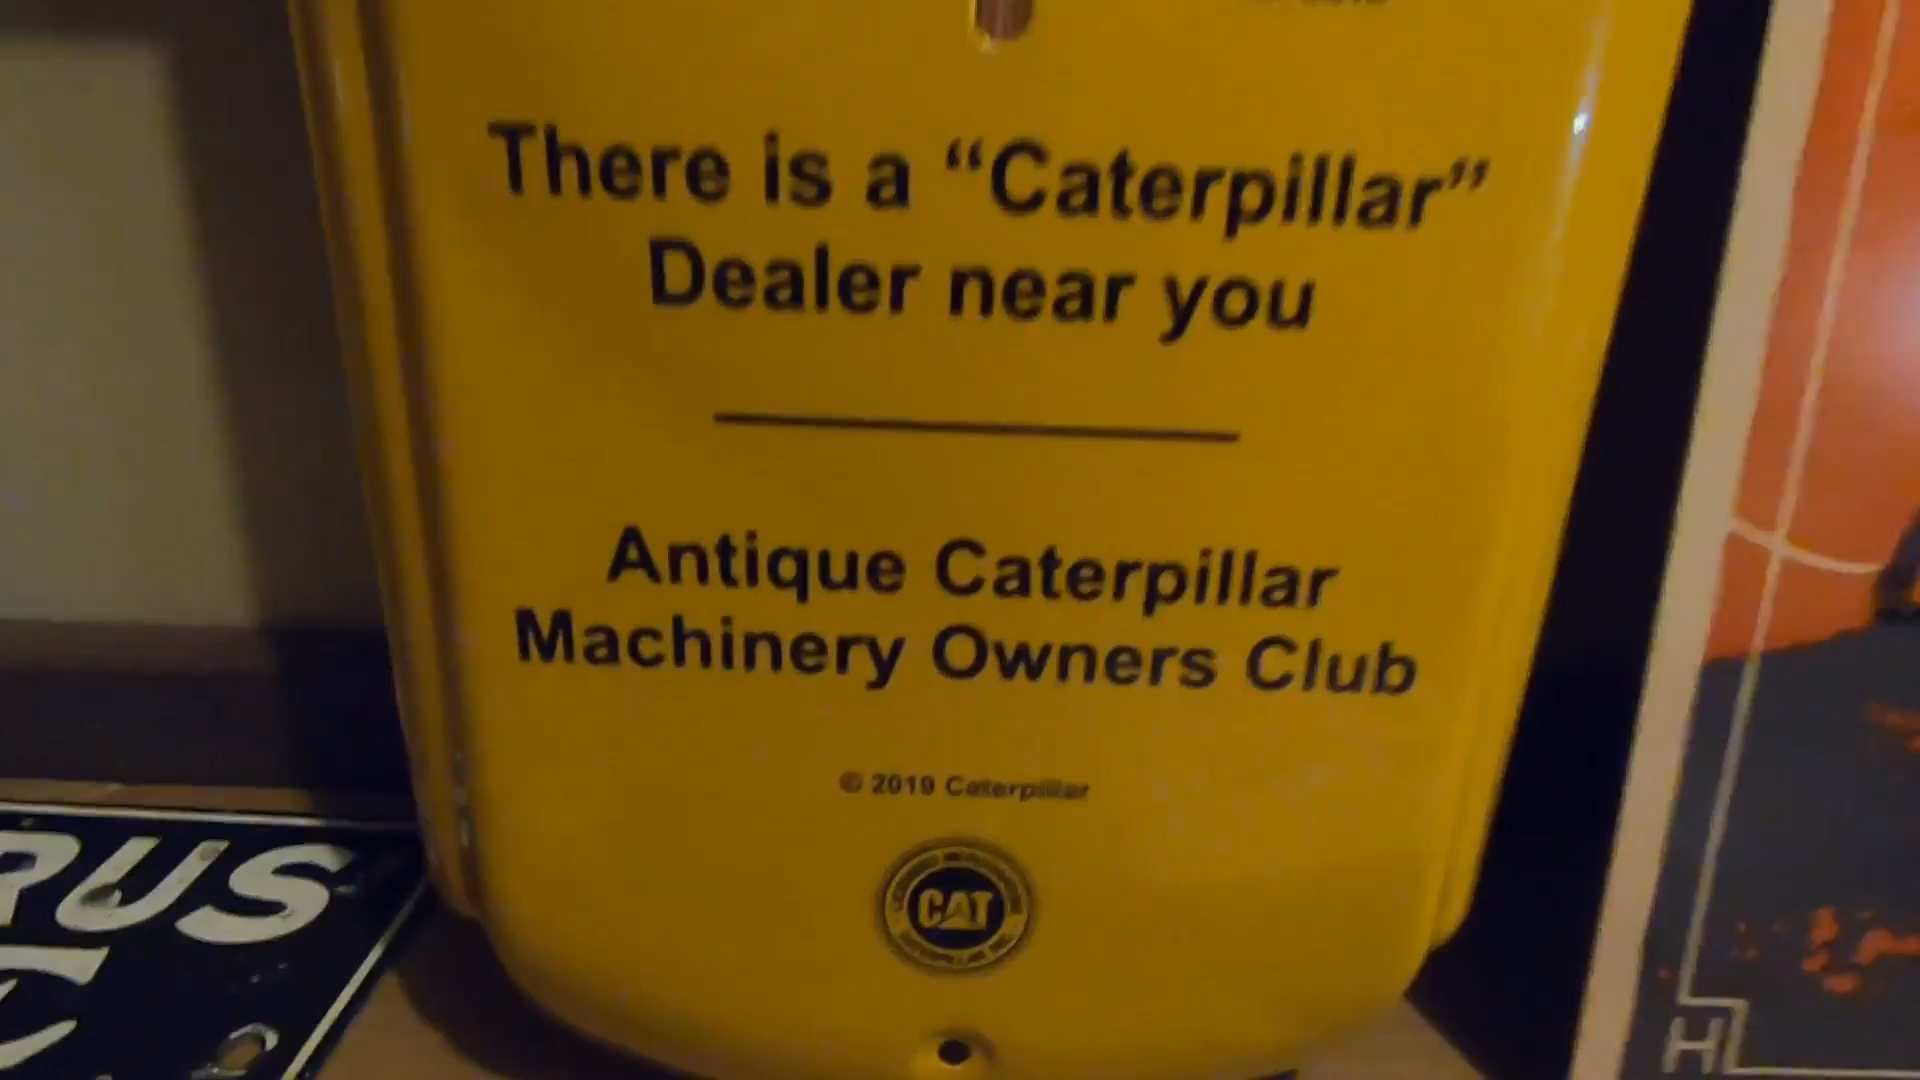 There is a “Caterpillar”
Dealer near you
Antique Caterpillar
Machinery Owners Club
© 2019 Caterpillar
CAT
RUS
H